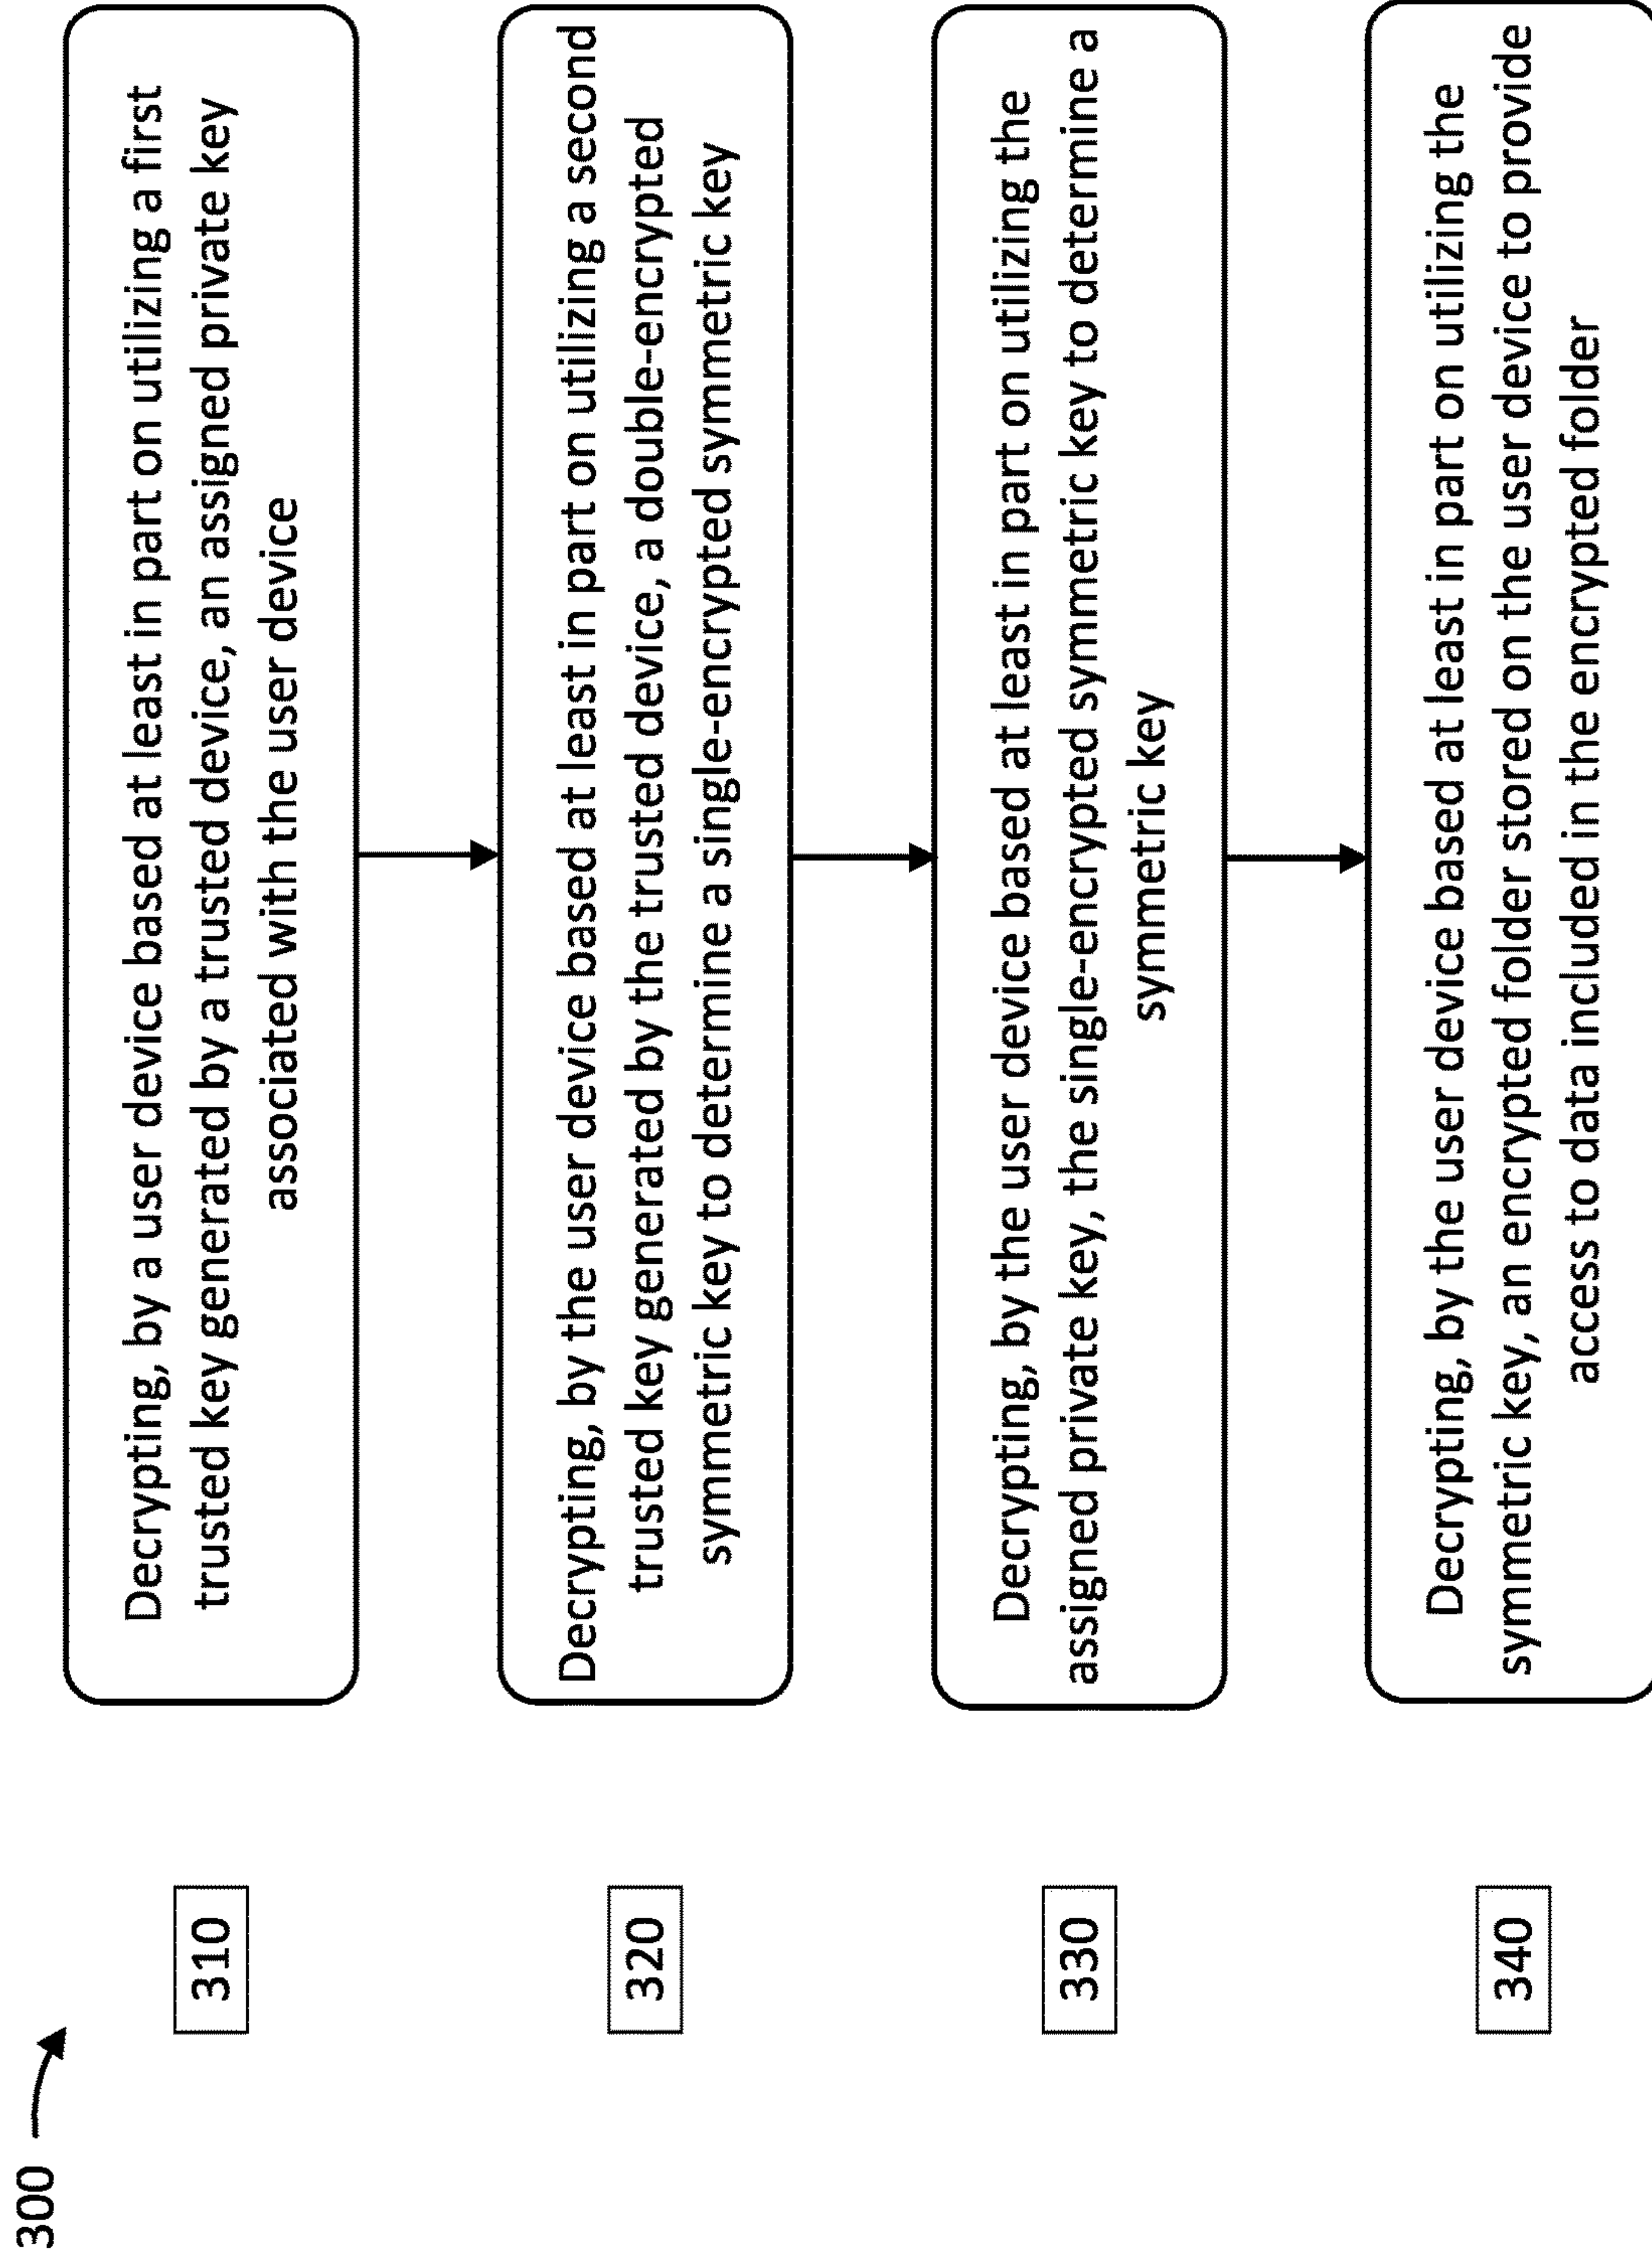 300
310
Decrypting, by a user device based at least in part on utilizing a first
trusted key generated by a trusted device, an assigned private key
associated with the user device
320
Decrypting, by the user device based at least in part on utilizing a second
trusted key generated by the trusted device, a double-encrypted
symmetric key to determine a single-encrypted symmetric key
330
Decrypting, by the user device based at least in part on utilizing the
assigned private key, the single-encrypted symmetric key to determine a
symmetric key
340
Decrypting, by the user device based at least in part on utilizing the
symmetric key, an encrypted folder stored on the user device to provide
access to data included in the encrypted folder